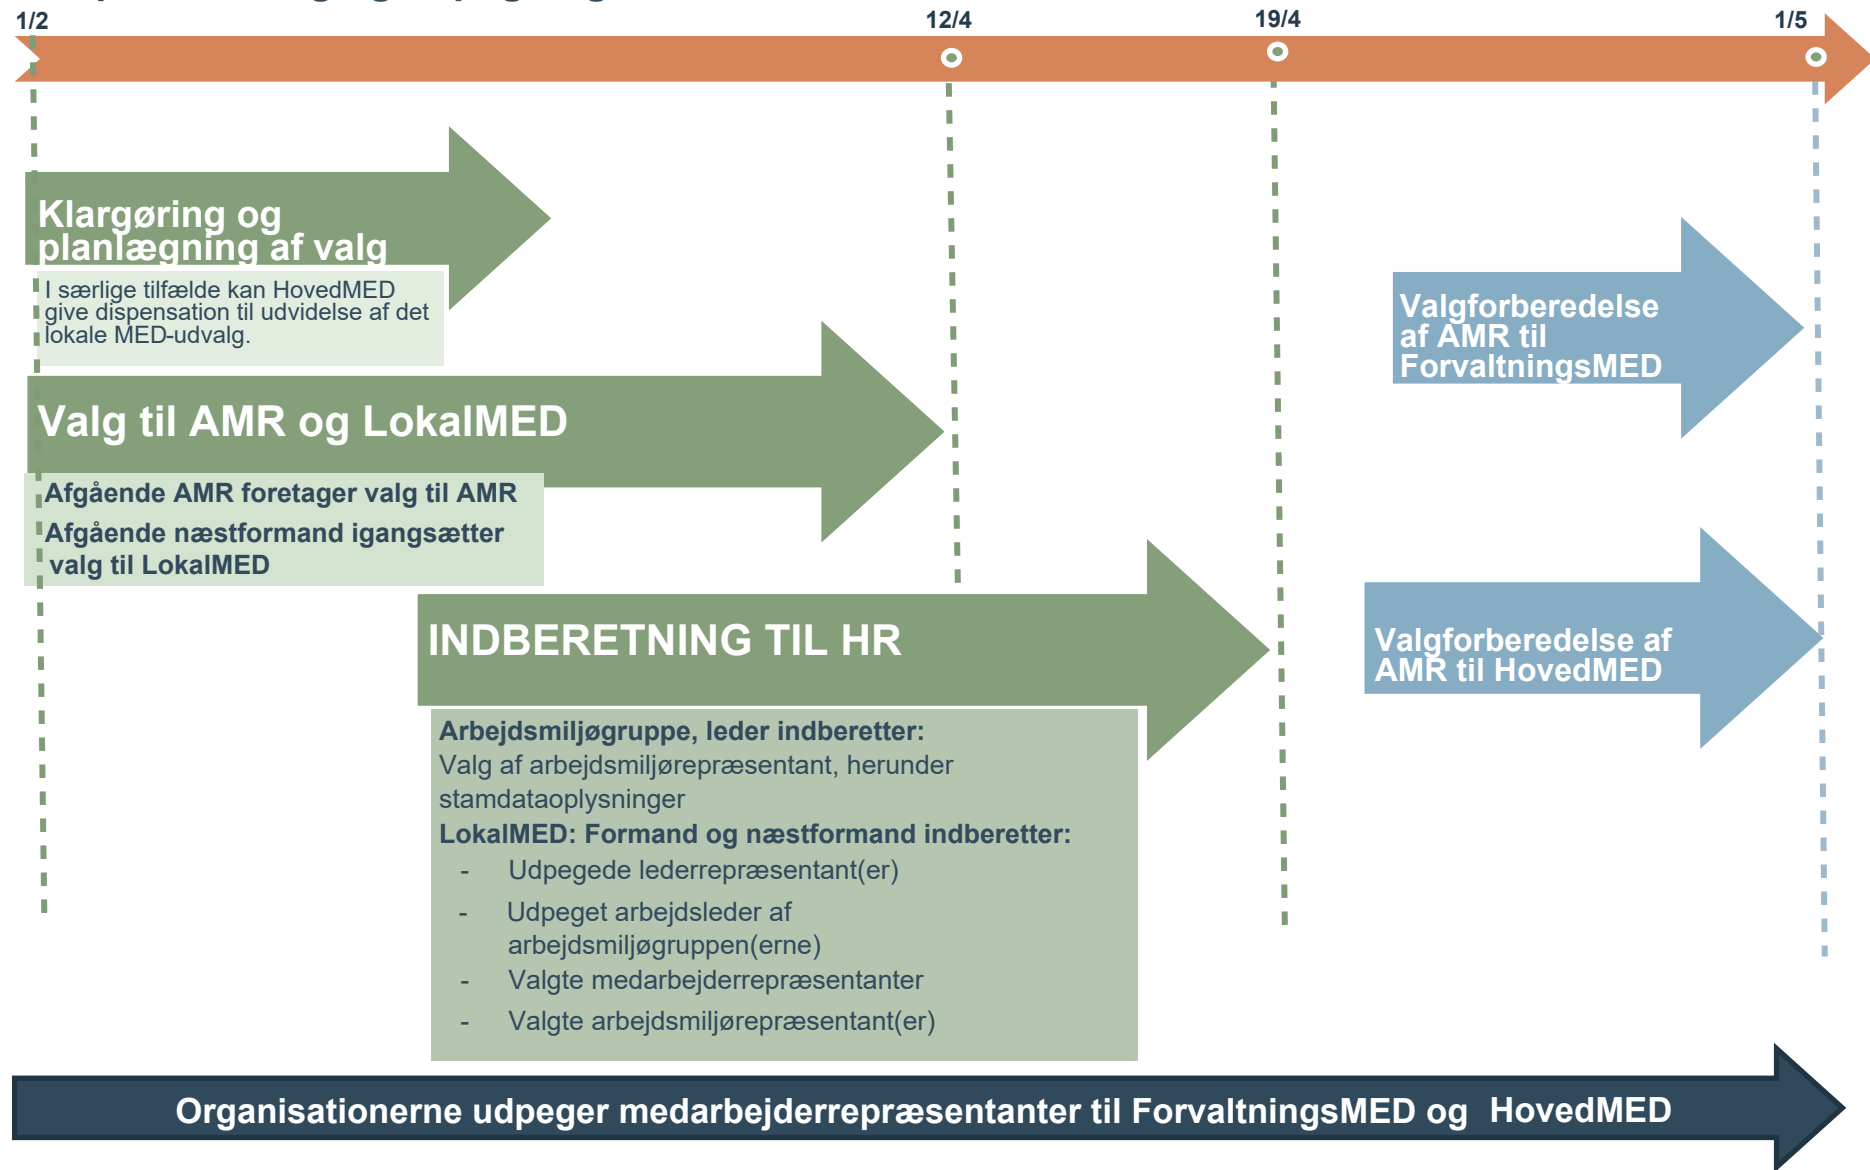 1/2
12/4
19/4
1/5
Klargøring og
planlægning af valg
I særlige tilfælde kan HovedMED
give dispensation til udvidelse af det
lokale MED-udvalg.
Valg til AMR og LokalMED
Afgående AMR foretager valg til AMR
Afgående næstformand igangsætter
valg til LokalMED
INDBERETNING TIL HR
Arbejdsmiljøgruppe, leder indberetter:
Valg af arbejdsmiljørepræsentant, herunder
stamdataoplysninger
LokalMED: Formand og næstformand indberetter:
- Udpegede lederrepræsentant(er)
- Udpeget arbejdsleder af
arbejdsmiljøgruppen(erne)
- Valgte medarbejderrepræsentanter
- Valgte arbejdsmiljørepræsentant(er)
Valgforberedelse
af AMR til
ForvaltningsMED
Valgforberedelse af
AMR til HovedMED
Organisationerne udpeger medarbejderrepræsentanter til ForvaltningsMED og HovedMED